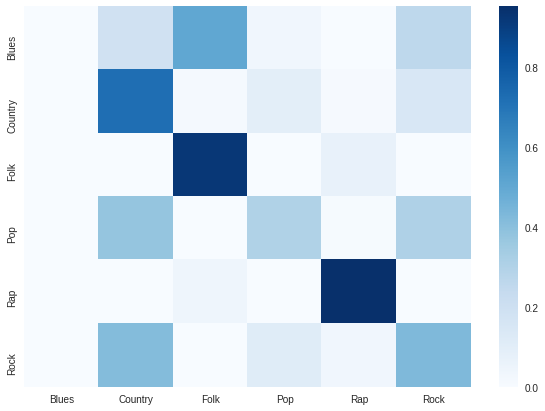 Blues
Country
Folk
Pop
Rap
Rock
Blues Country Folk Pop Rap Rock
0.8
0.6
0.4
0.2
0.0